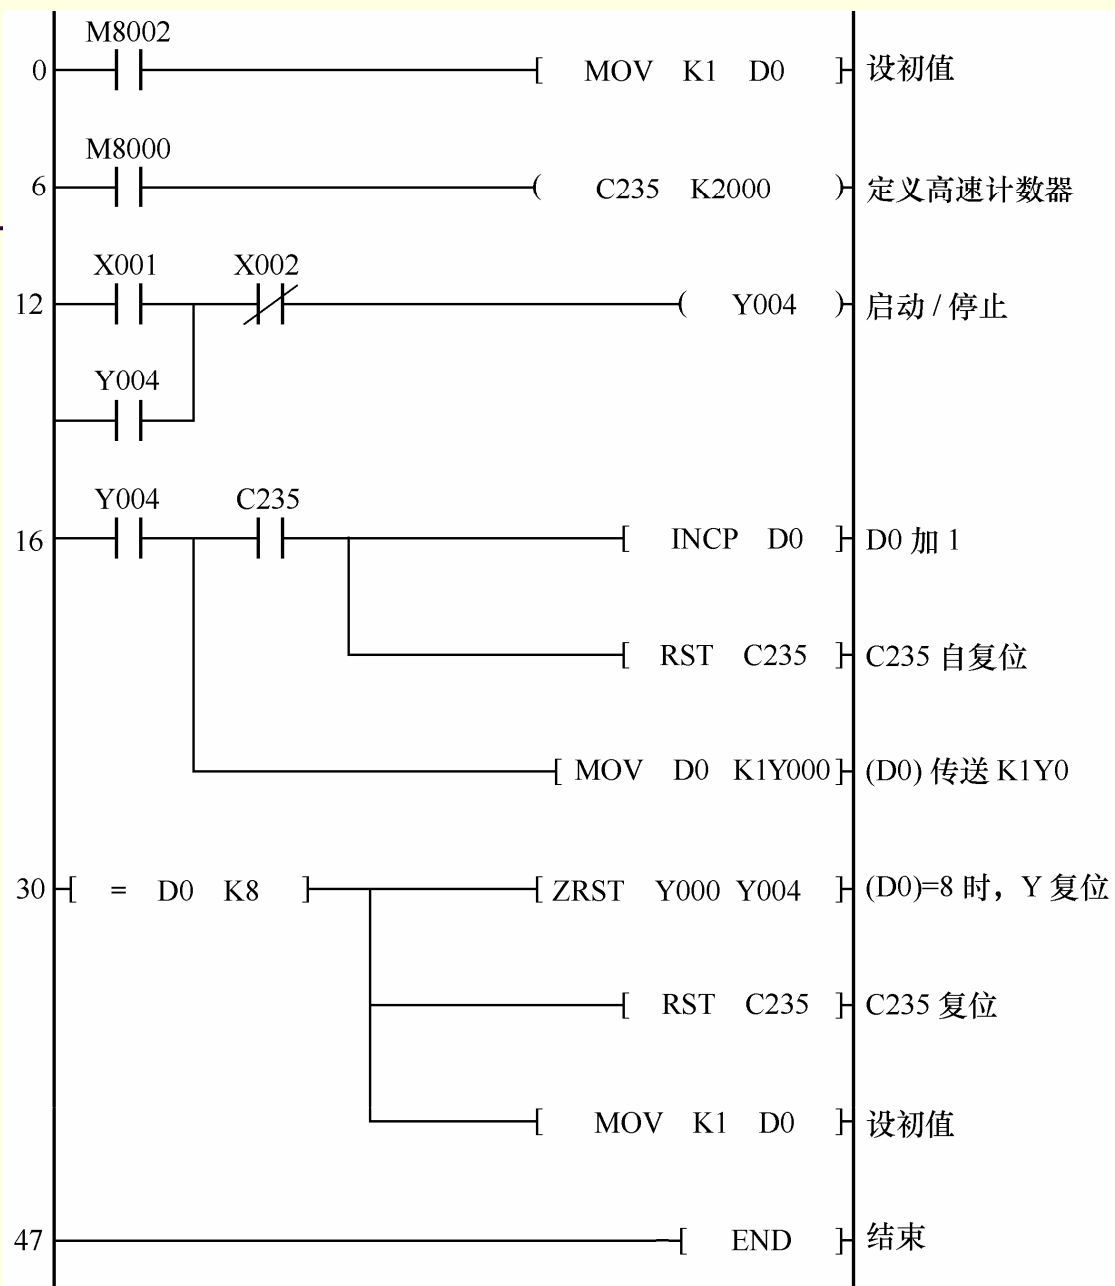 M8002
0 [ MOV K1 D0 ] 设初值
M8000
6 ( C235 K2000 ) 定义高速计数器
X001 X002
12 ( Y004 ) 启动 / 停止
Y004
Y004 C235
16 [ INCP D0 ] D0 加 1
[ RST C235 ] C235 自复位
[ MOV D0 K1Y000 ] (D0) 传送 K1Y0
30 [ = D0 K8 ] [ ZRST Y000 Y004 ] (D0)=8 时，Y 复位
[ RST C235 ] C235 复位
[ MOV K1 D0 ] 设初值
47 [ END ] 结束